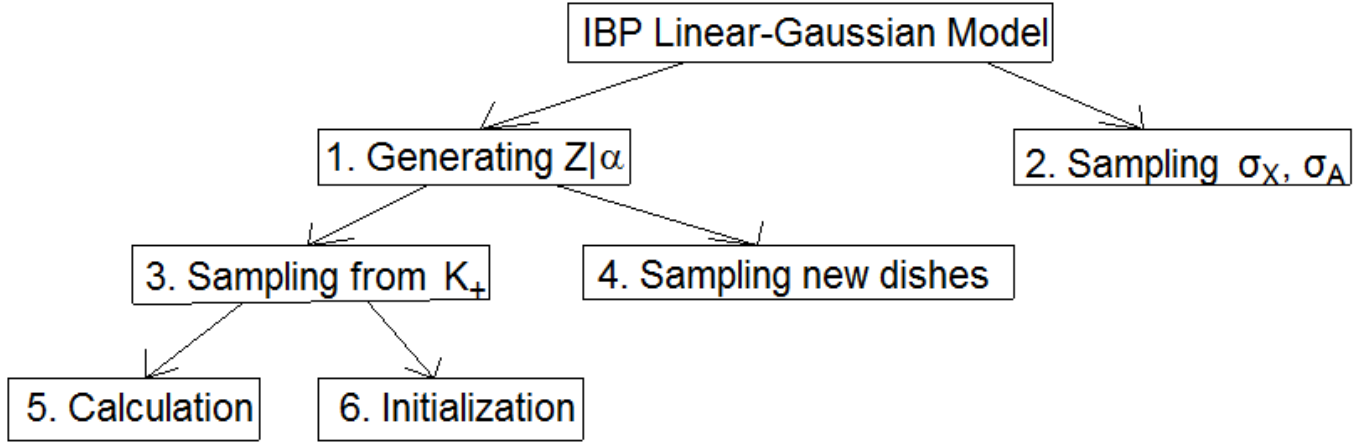 IBP Linear-Gaussian Model
1. Generating Z|α
2. Sampling σX, σA
3. Sampling from K+
4. Sampling new dishes
5. Calculation
6. Initialization